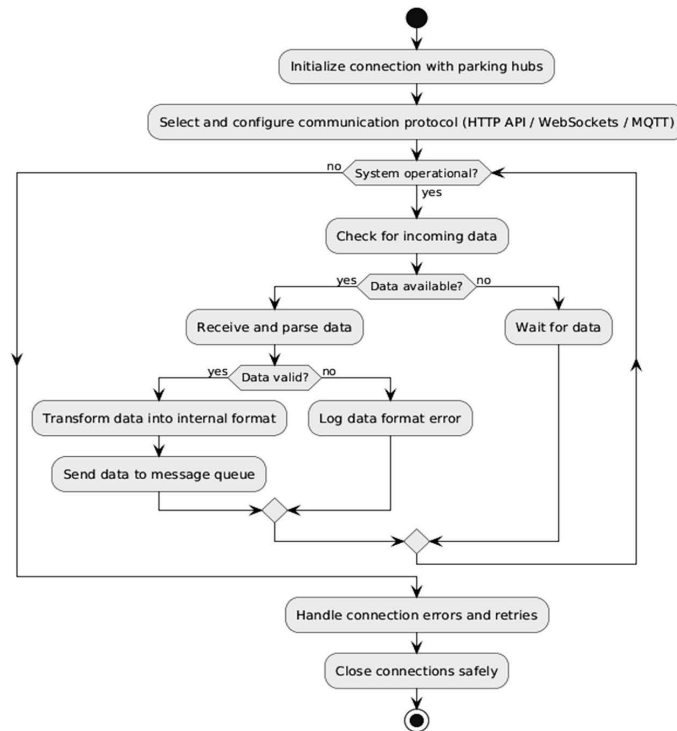 Initialize connection with parking hubs
Select and configure communication protocol (HTTP API / WebSockets / MQTT)
no
System operational?
yes
Check for incoming data
yes
Data available?
no
Receive and parse data
Wait for data
yes
Data valid?
no
Transform data into internal format
Log data format error
Send data to message queue
Handle connection errors and retries
Close connections safely